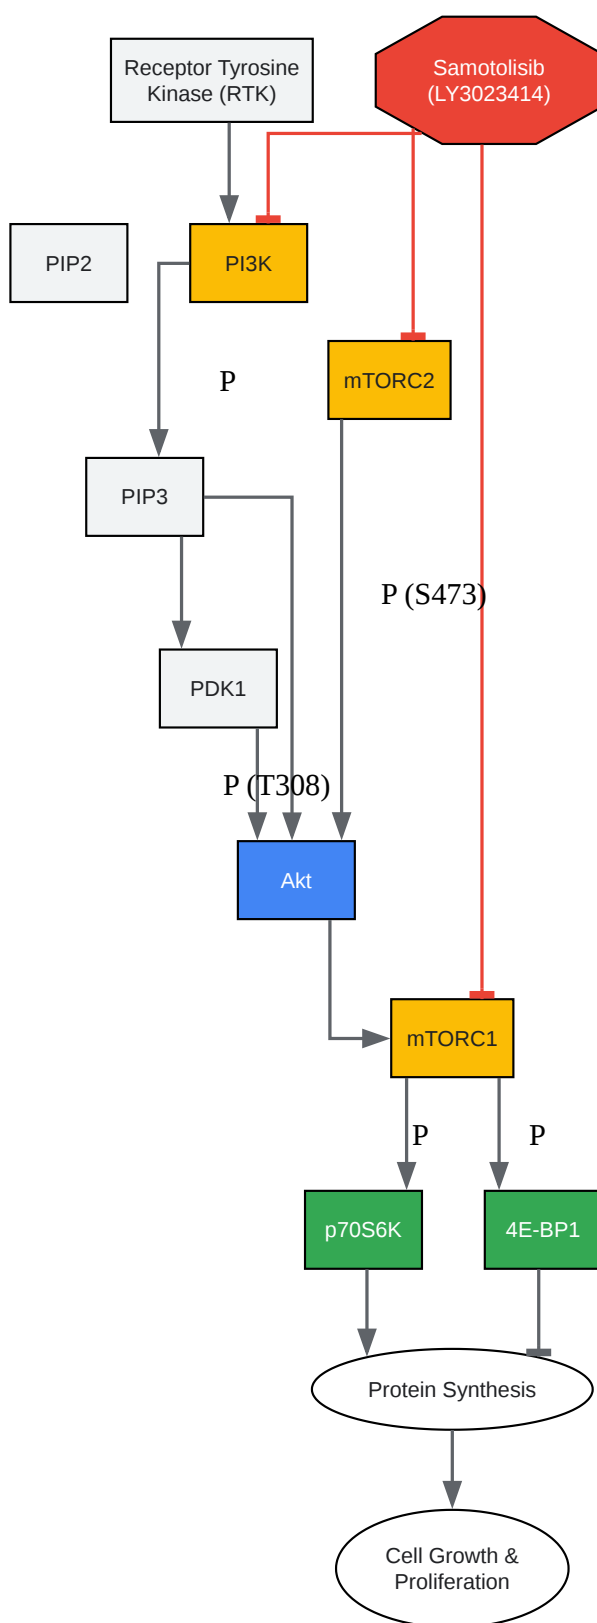 Receptor Tyrosine
Kinase (RTK)
Samotolisib
(LY3023414)
PIP2
PI3K
P
mTORC2
PIP3
P (S473)
PDK1
P (T308)
Akt
mTORC1
P
P
p70S6K
4E-BP1
Protein Synthesis
Cell Growth &
Proliferation